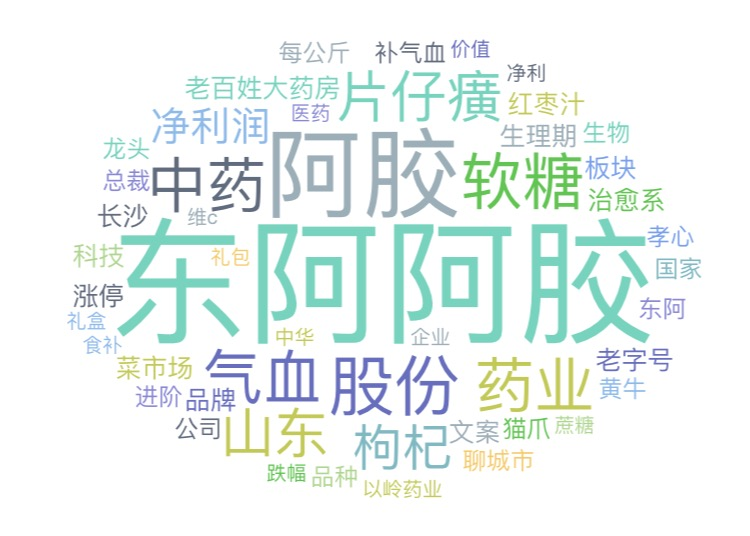 每公斤 补气血 价值
净利
老百姓大药房 片仔癀 红枣汁
医药
净利润 生理期 生物
龙头 阿胶
总裁 中药 软糖 板块
治愈系
长沙 维c
东阿阿胶 孝心
科技 礼包 国家
涨停 东阿
礼盒
食补 中华 企业
菜市场 气血 股份 药业 老字号
进阶 品牌 黄牛
公司 山东 枸杞 文案 猫爪 蔗糖
聊城市
跌幅 品种
以岭药业